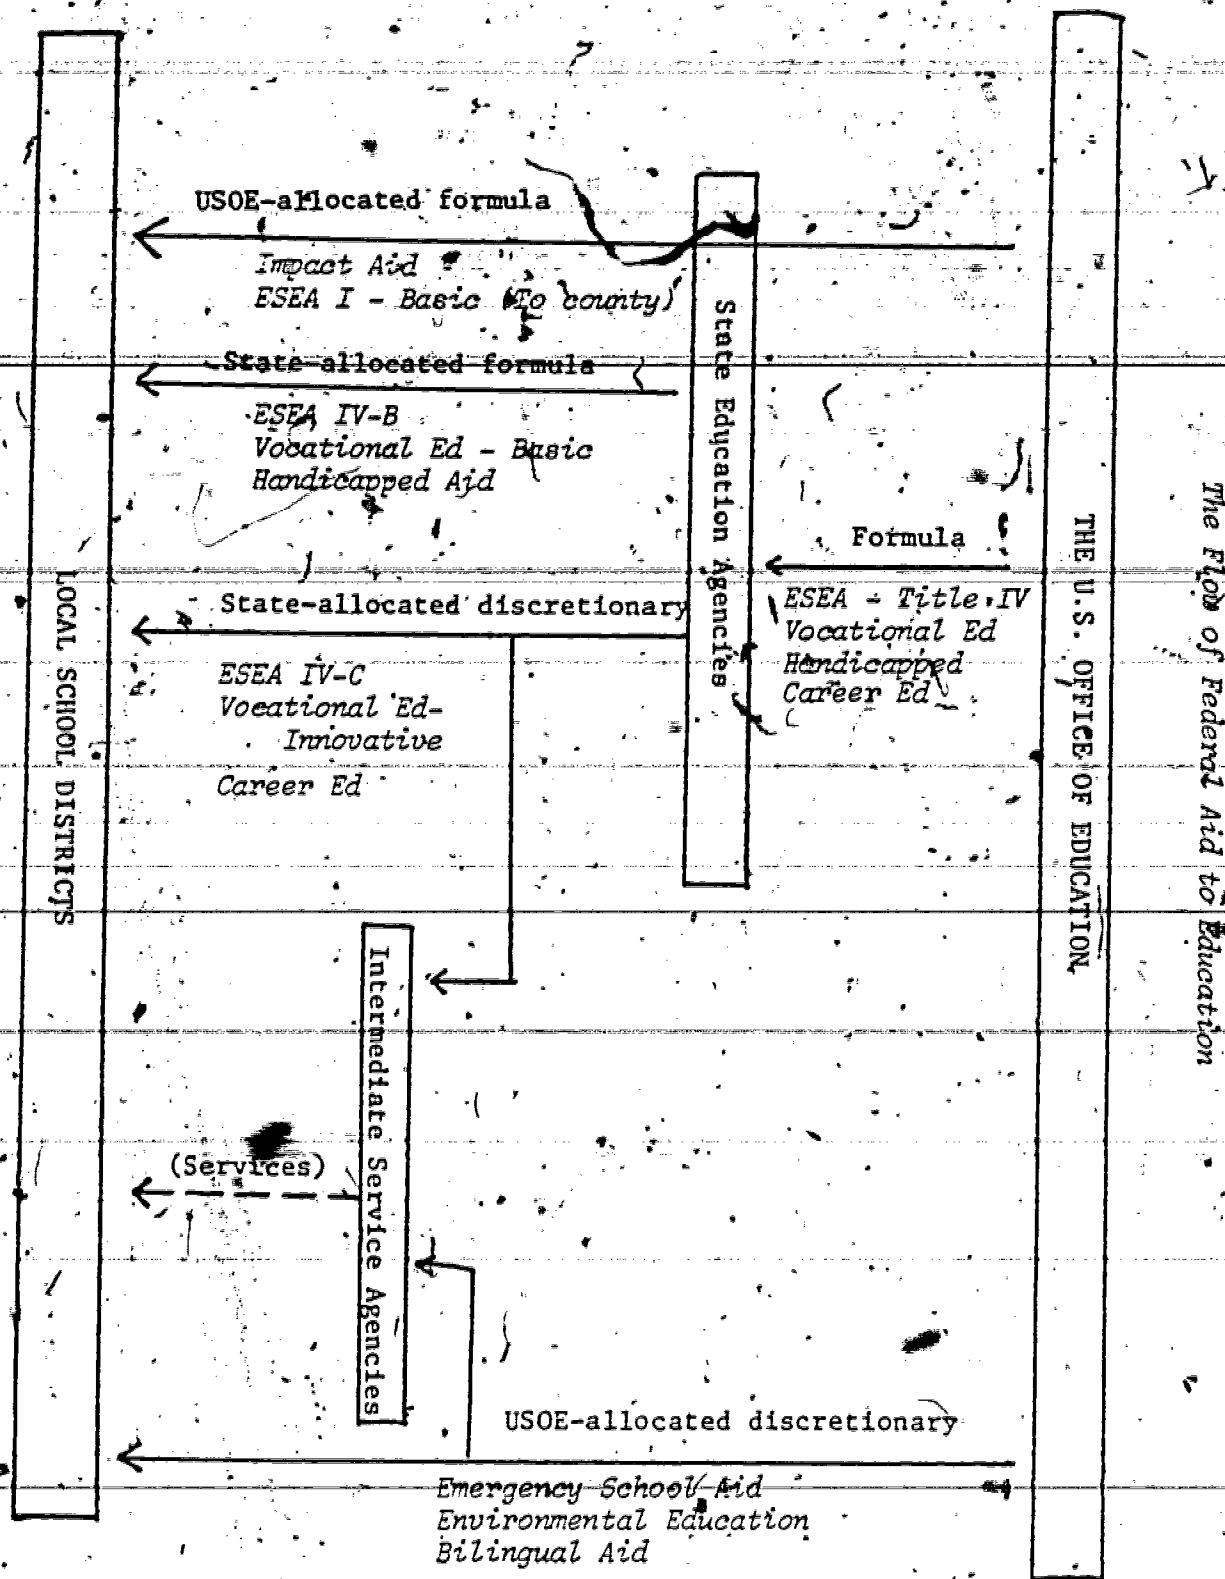 The Flow of Federal Aid to Education
THE U.S. OFFICE OF EDUCATION
State Education Agencies
LOCAL SCHOOL DISTRICTS
Intermediate Service Agencies
USOE-allocated formula
Impact Aid
ESEA I - Basic (To county)
State-allocated formula
ESEA IV-B
Vocational Ed - Basic
Handicapped Aid
Formula
ESEA - Title IV
Vocational Ed
Handicapped
Career Ed
State-allocated discretionary
ESEA IV-C
Vocational Ed-
Innovative
Career Ed
(Services)
USOE-allocated discretionary
Emergency School Aid
Environmental Education
Bilingual Aid